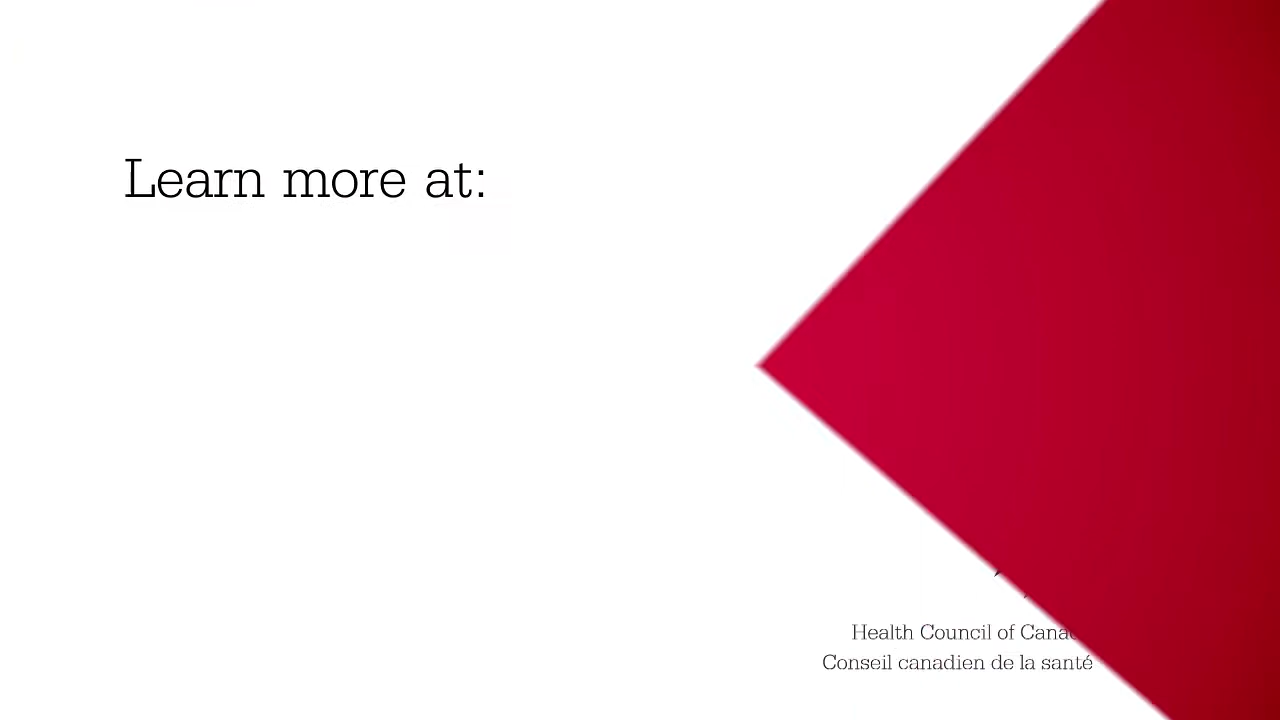 Learn more at:
Health Council of Cana
Conseil canadien de la santé